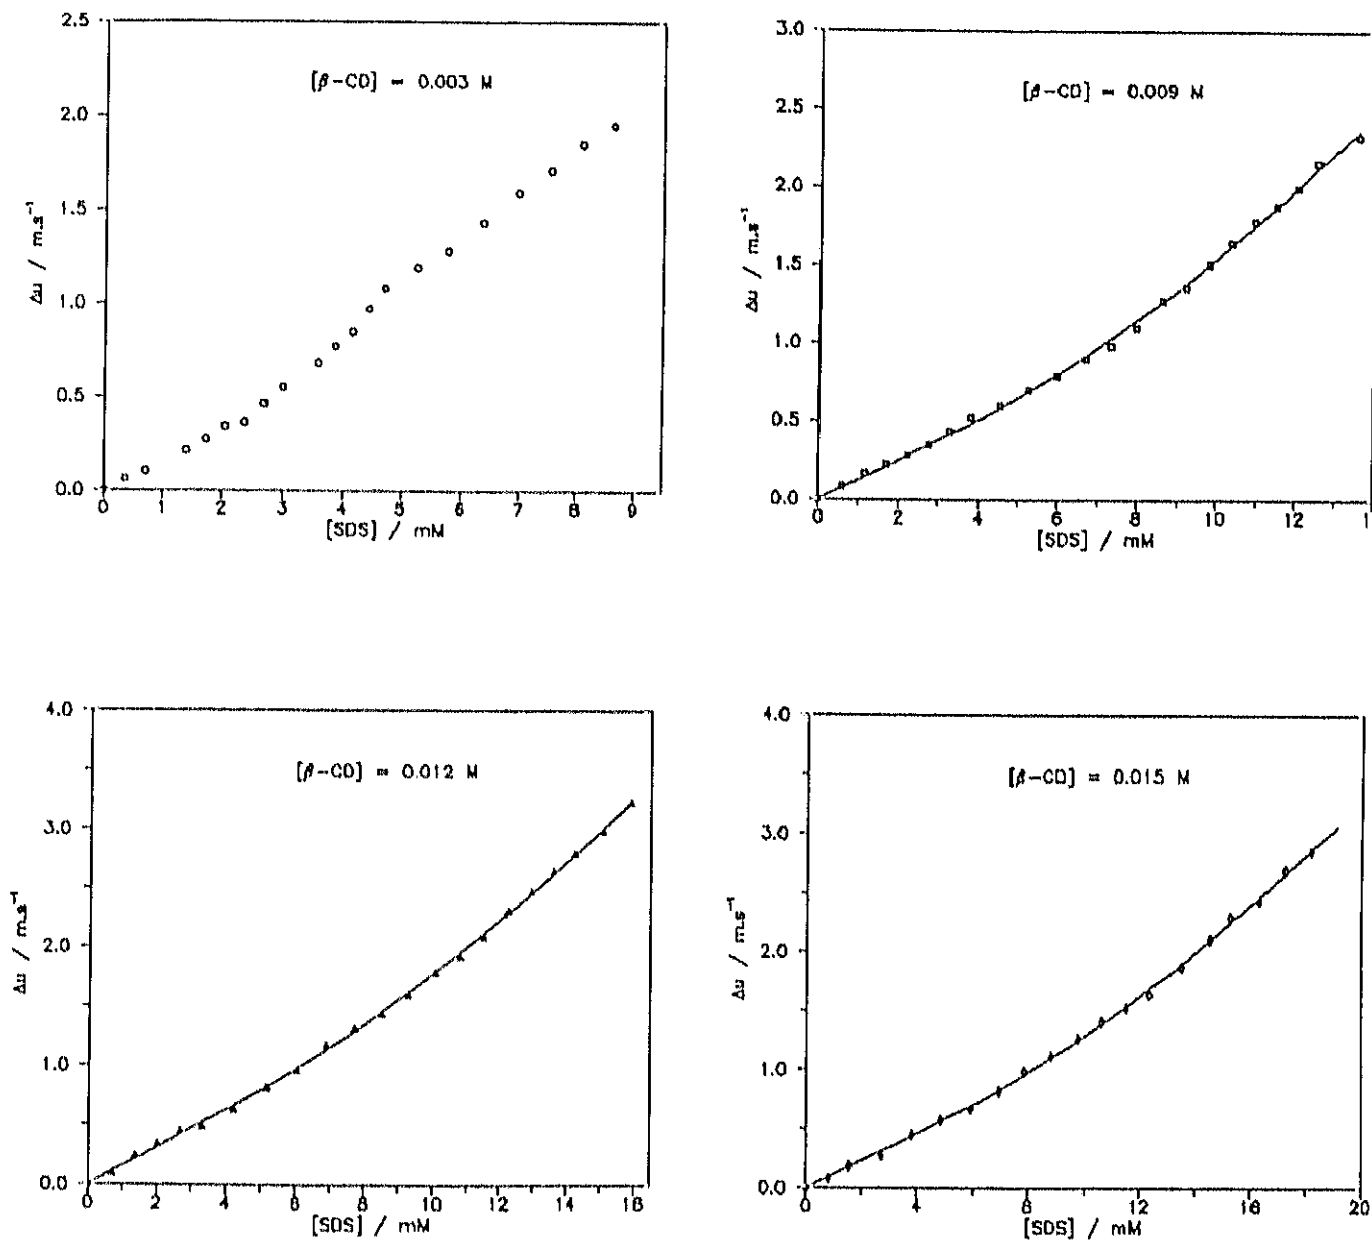 2.5
[β-CD] = 0.003 M
2.0
1.5
Δu / m.s⁻¹
1.0
0.5
0.0
0 1 2 3 4 5 6 7 8 9
[SDS] / mM
3.0
[β-CD] = 0.009 M
2.5
2.0
Δu / m.s⁻¹
1.5
1.0
0.5
0.0
0 2 4 6 8 10 12 1
[SDS] / mM
4.0
[β-CD] = 0.012 M
3.0
Δu / m.s⁻¹
2.0
1.0
0.0
0 2 4 6 8 10 12 14 16
[SDS] / mM
4.0
[β-CD] = 0.015 M
3.0
Δu / m.s⁻¹
2.0
1.0
0.0
0 4 8 12 16 20
[SDS] / mM